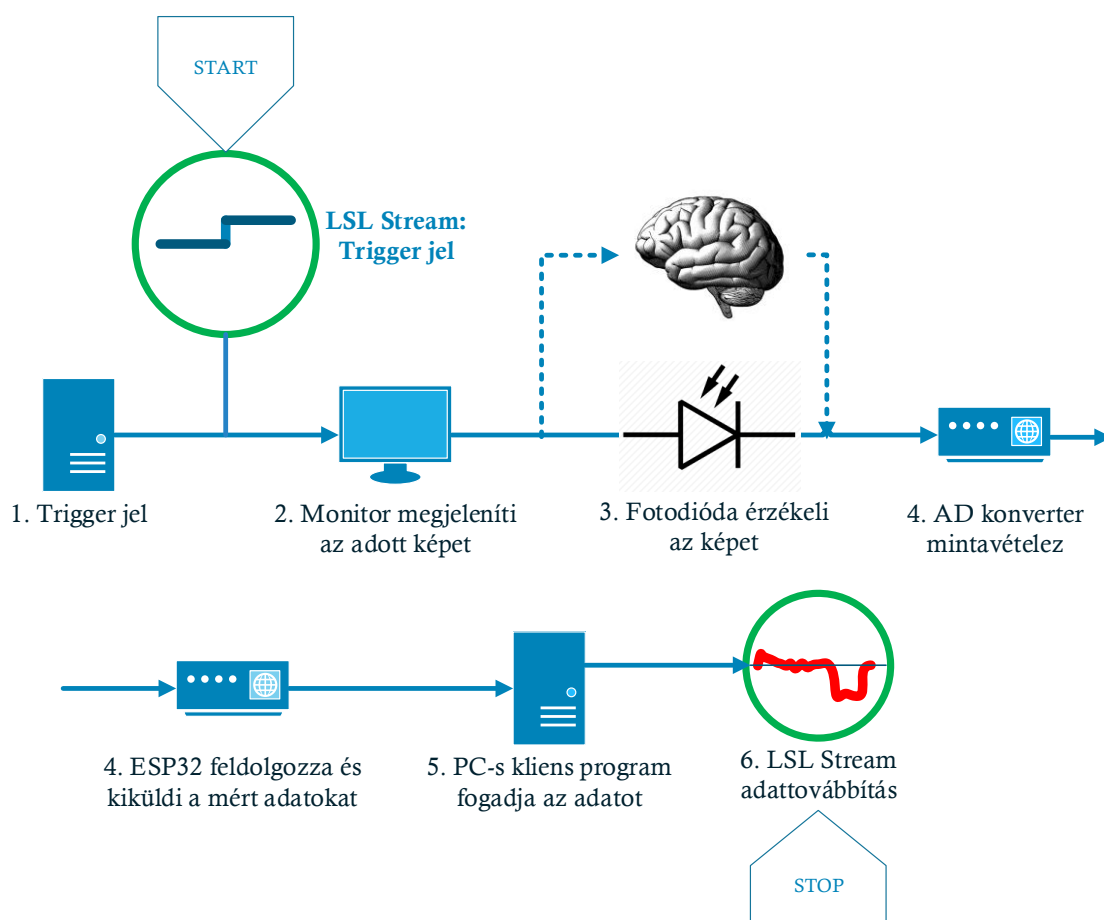 START
LSL Stream:
Trigger jel
1. Trigger jel
2. Monitor megjeleníti
az adott képet
3. Fotodióda érzékeli
az képet
4. AD konverter
mintavételez
4. ESP32 feldolgozza és
kiküldi a mért adatokat
5. PC-s kliens program
fogadja az adatot
6. LSL Stream
adattovábbítás
STOP